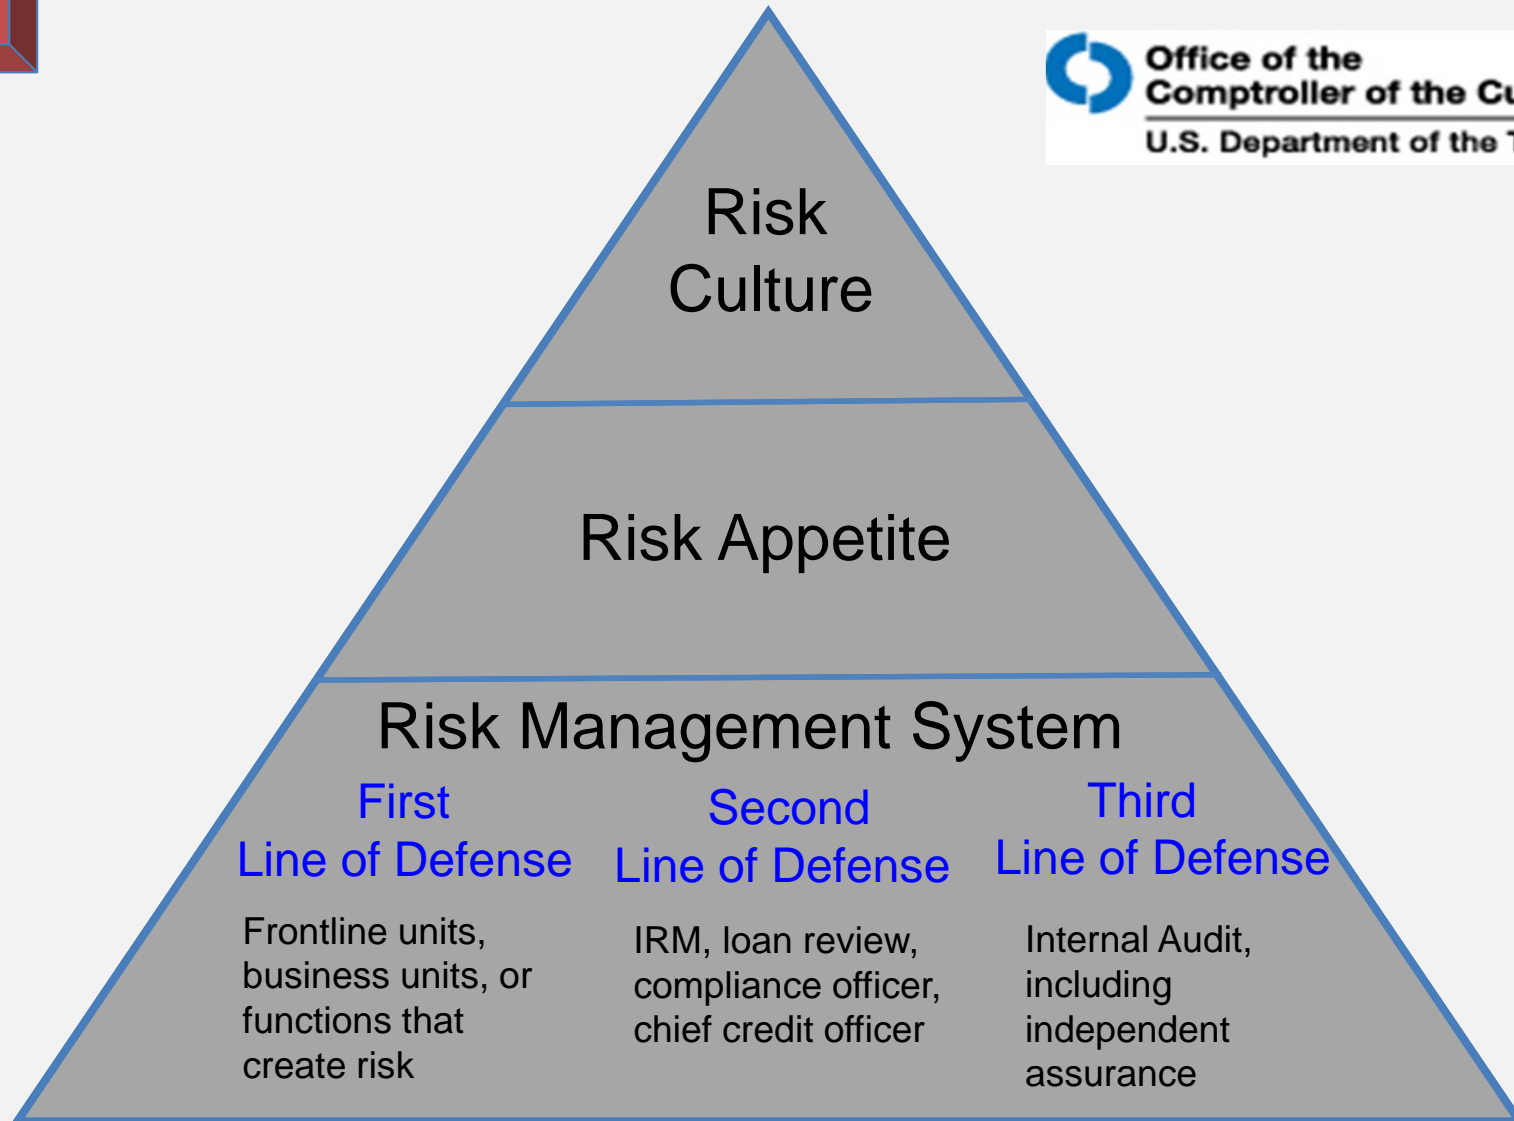 Office of the
Comptroller of the
U.S. Department of the
Risk
Culture
Risk Appetite
Risk Management System
First
Line of Defense
Frontline units,
business units, or
functions that
create risk
Second
Line of Defense
IRM, loan review,
compliance officer,
chief credit officer
Third
Line of Defense
Internal Audit,
including
independent
assurance